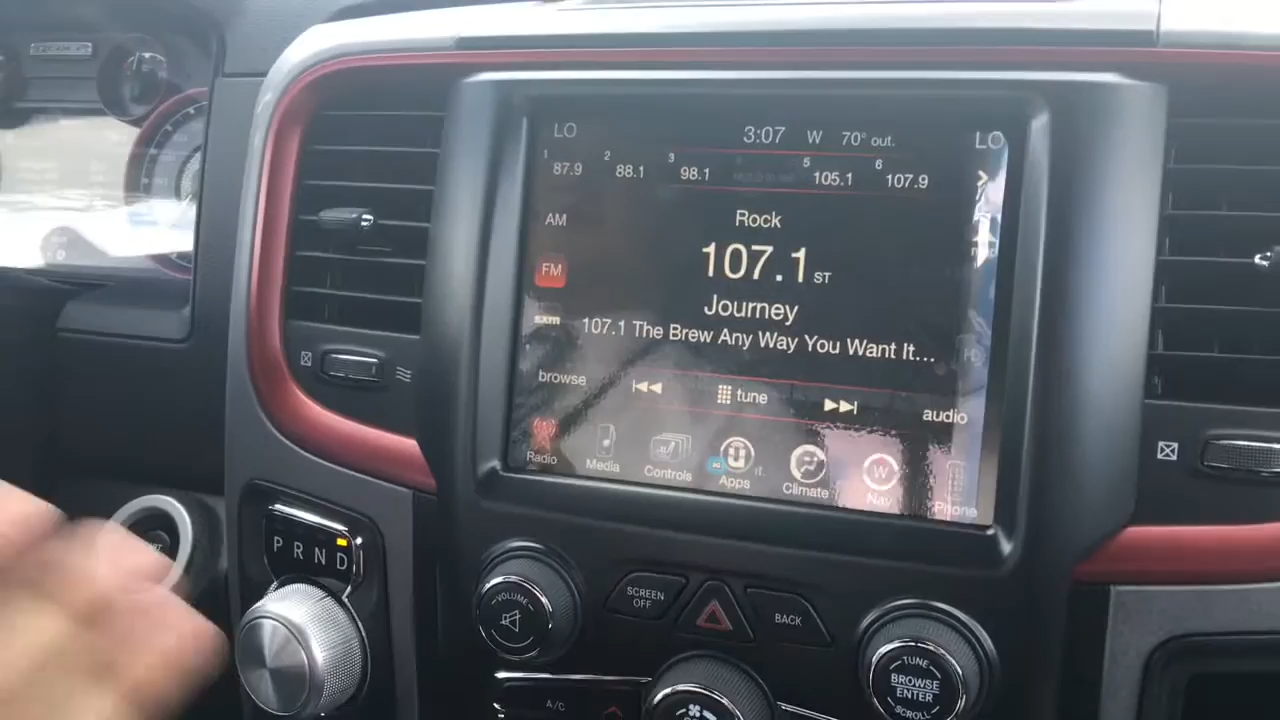 LO 3:07 W 70° out. LO
1 87.9 2 88.1 3 98.1 5 105.1 6 107.9
AM
Rock
FM
107.1 ST
Journey
sxm
107.1 The Brew Any Way You Want It...
browse
tune
audio
Radio Media Controls Apps Climate Nav Phone
W
P R N D
VOLUME
SCREEN
OFF
BACK
TUNE
BROWSE
ENTER
SCROLL
A/C